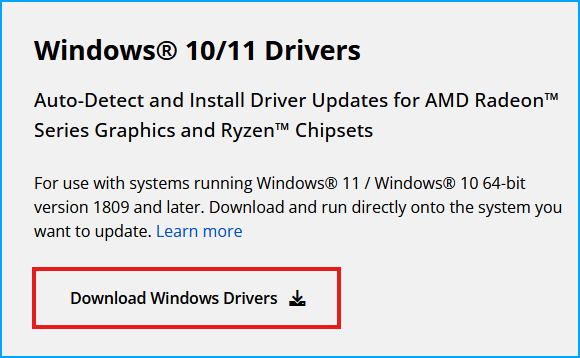 Windows® 10/11 Drivers
Auto-Detect and Install Driver Updates for AMD Radeon™
Series Graphics and Ryzen™ Chipsets
For use with systems running Windows® 11 / Windows® 10 64-bit
version 1809 and later. Download and run directly onto the system you
want to update. Learn more
Download Windows Drivers